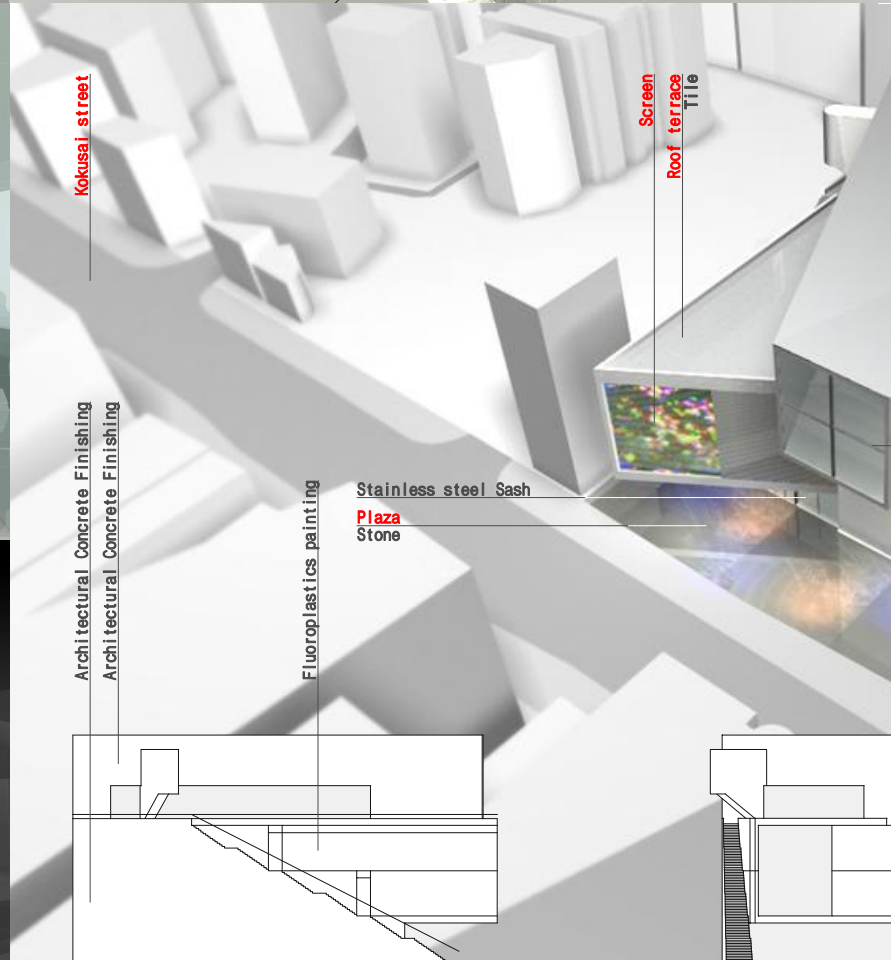 Kokusai street
Screen
Roof terrace
Tile
Architectural Concrete Finishing
Architectural Concrete Finishing
Fluoroplastics painting
Stainless steel Sash
Plaza
Stone